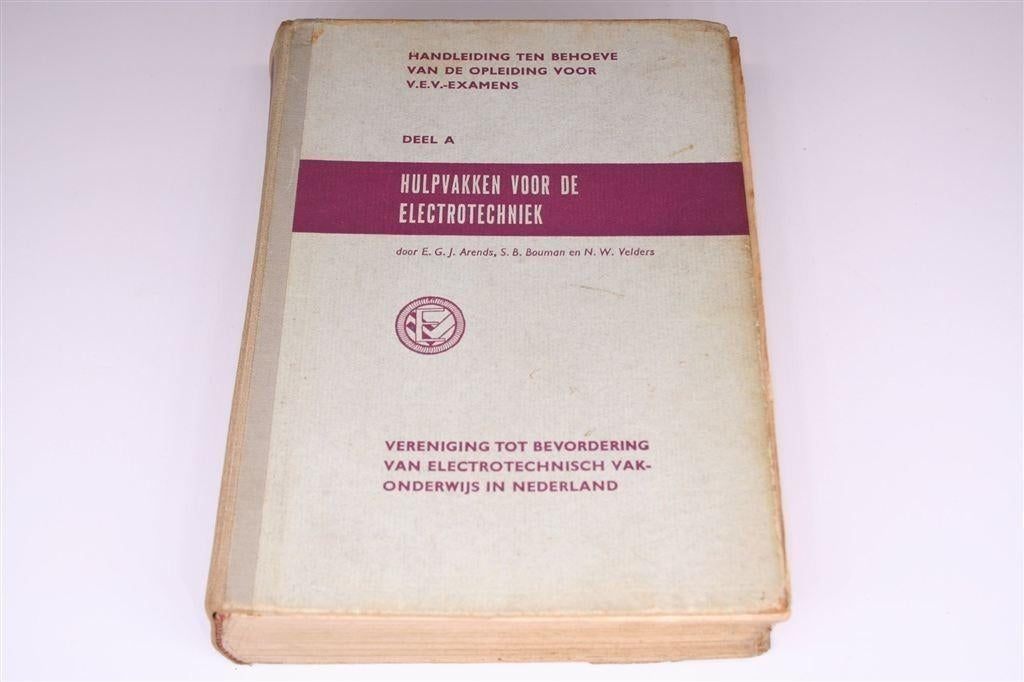 HANDLEIDING TEN BEHOEVE
VAN DE OPLEIDING VOOR
V.E.V.-EXAMENS
DEEL A
HULPVAKKEN VOOR DE
ELECTROTECHNIEK
door E. G. J. Arends, S. B. Bouman en N. W. Velders
VERENIGING TOT BEVORDERING
VAN ELECTROTECHNISCH VAK-
ONDERWIJS IN NEDERLAND